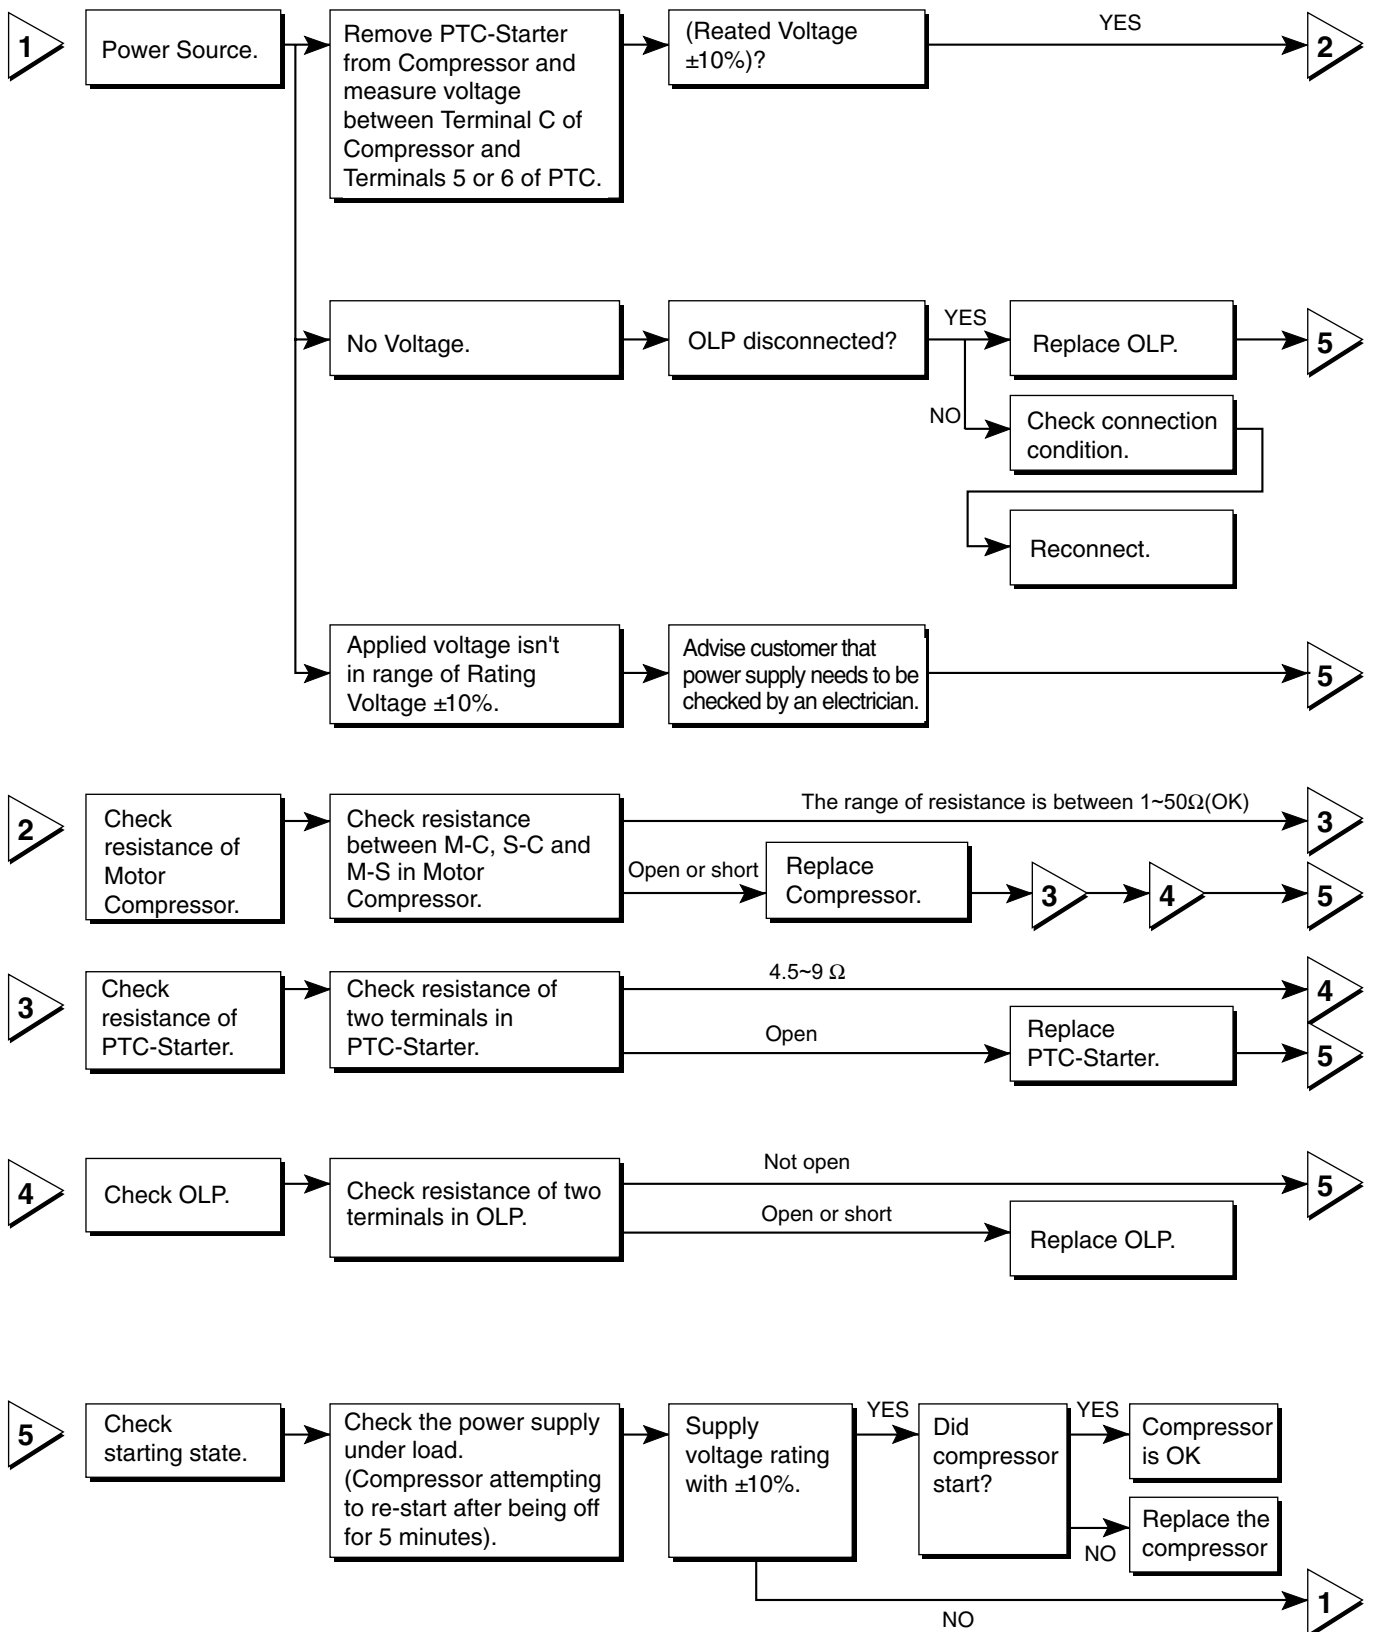 1
Power Source.
Remove PTC-Starter
from Compressor and
measure voltage
between Terminal C of
Compressor and
Terminals 5 or 6 of PTC.
(Reated Voltage
±10%)?
YES
2
No Voltage.
OLP disconnected?
YES
Replace OLP.
5
NO
Check connection
condition.
Reconnect.
Applied voltage isn't
in range of Rating
Voltage ±10%.
Advise customer that
power supply needs to be
checked by an electrician.
5
2
Check
resistance of
Motor
Compressor.
Check resistance
between M-C, S-C and
M-S in Motor
Compressor.
The range of resistance is between 1~50Ω(OK)
3
Open or short
Replace
Compressor.
3
4
5
3
Check
resistance of
PTC-Starter.
Check resistance of
two terminals in
PTC-Starter.
4.5~9 Ω
4
Open
Replace
PTC-Starter.
5
4
Check OLP.
Check resistance of two
terminals in OLP.
Not open
5
Open or short
Replace OLP.
5
Check
starting state.
Check the power supply
under load.
(Compressor attempting
to re-start after being off
for 5 minutes).
Supply
voltage rating
with ±10%.
YES
Did
compressor
start?
YES
Compressor
is OK
NO
Replace the
compressor
NO
1